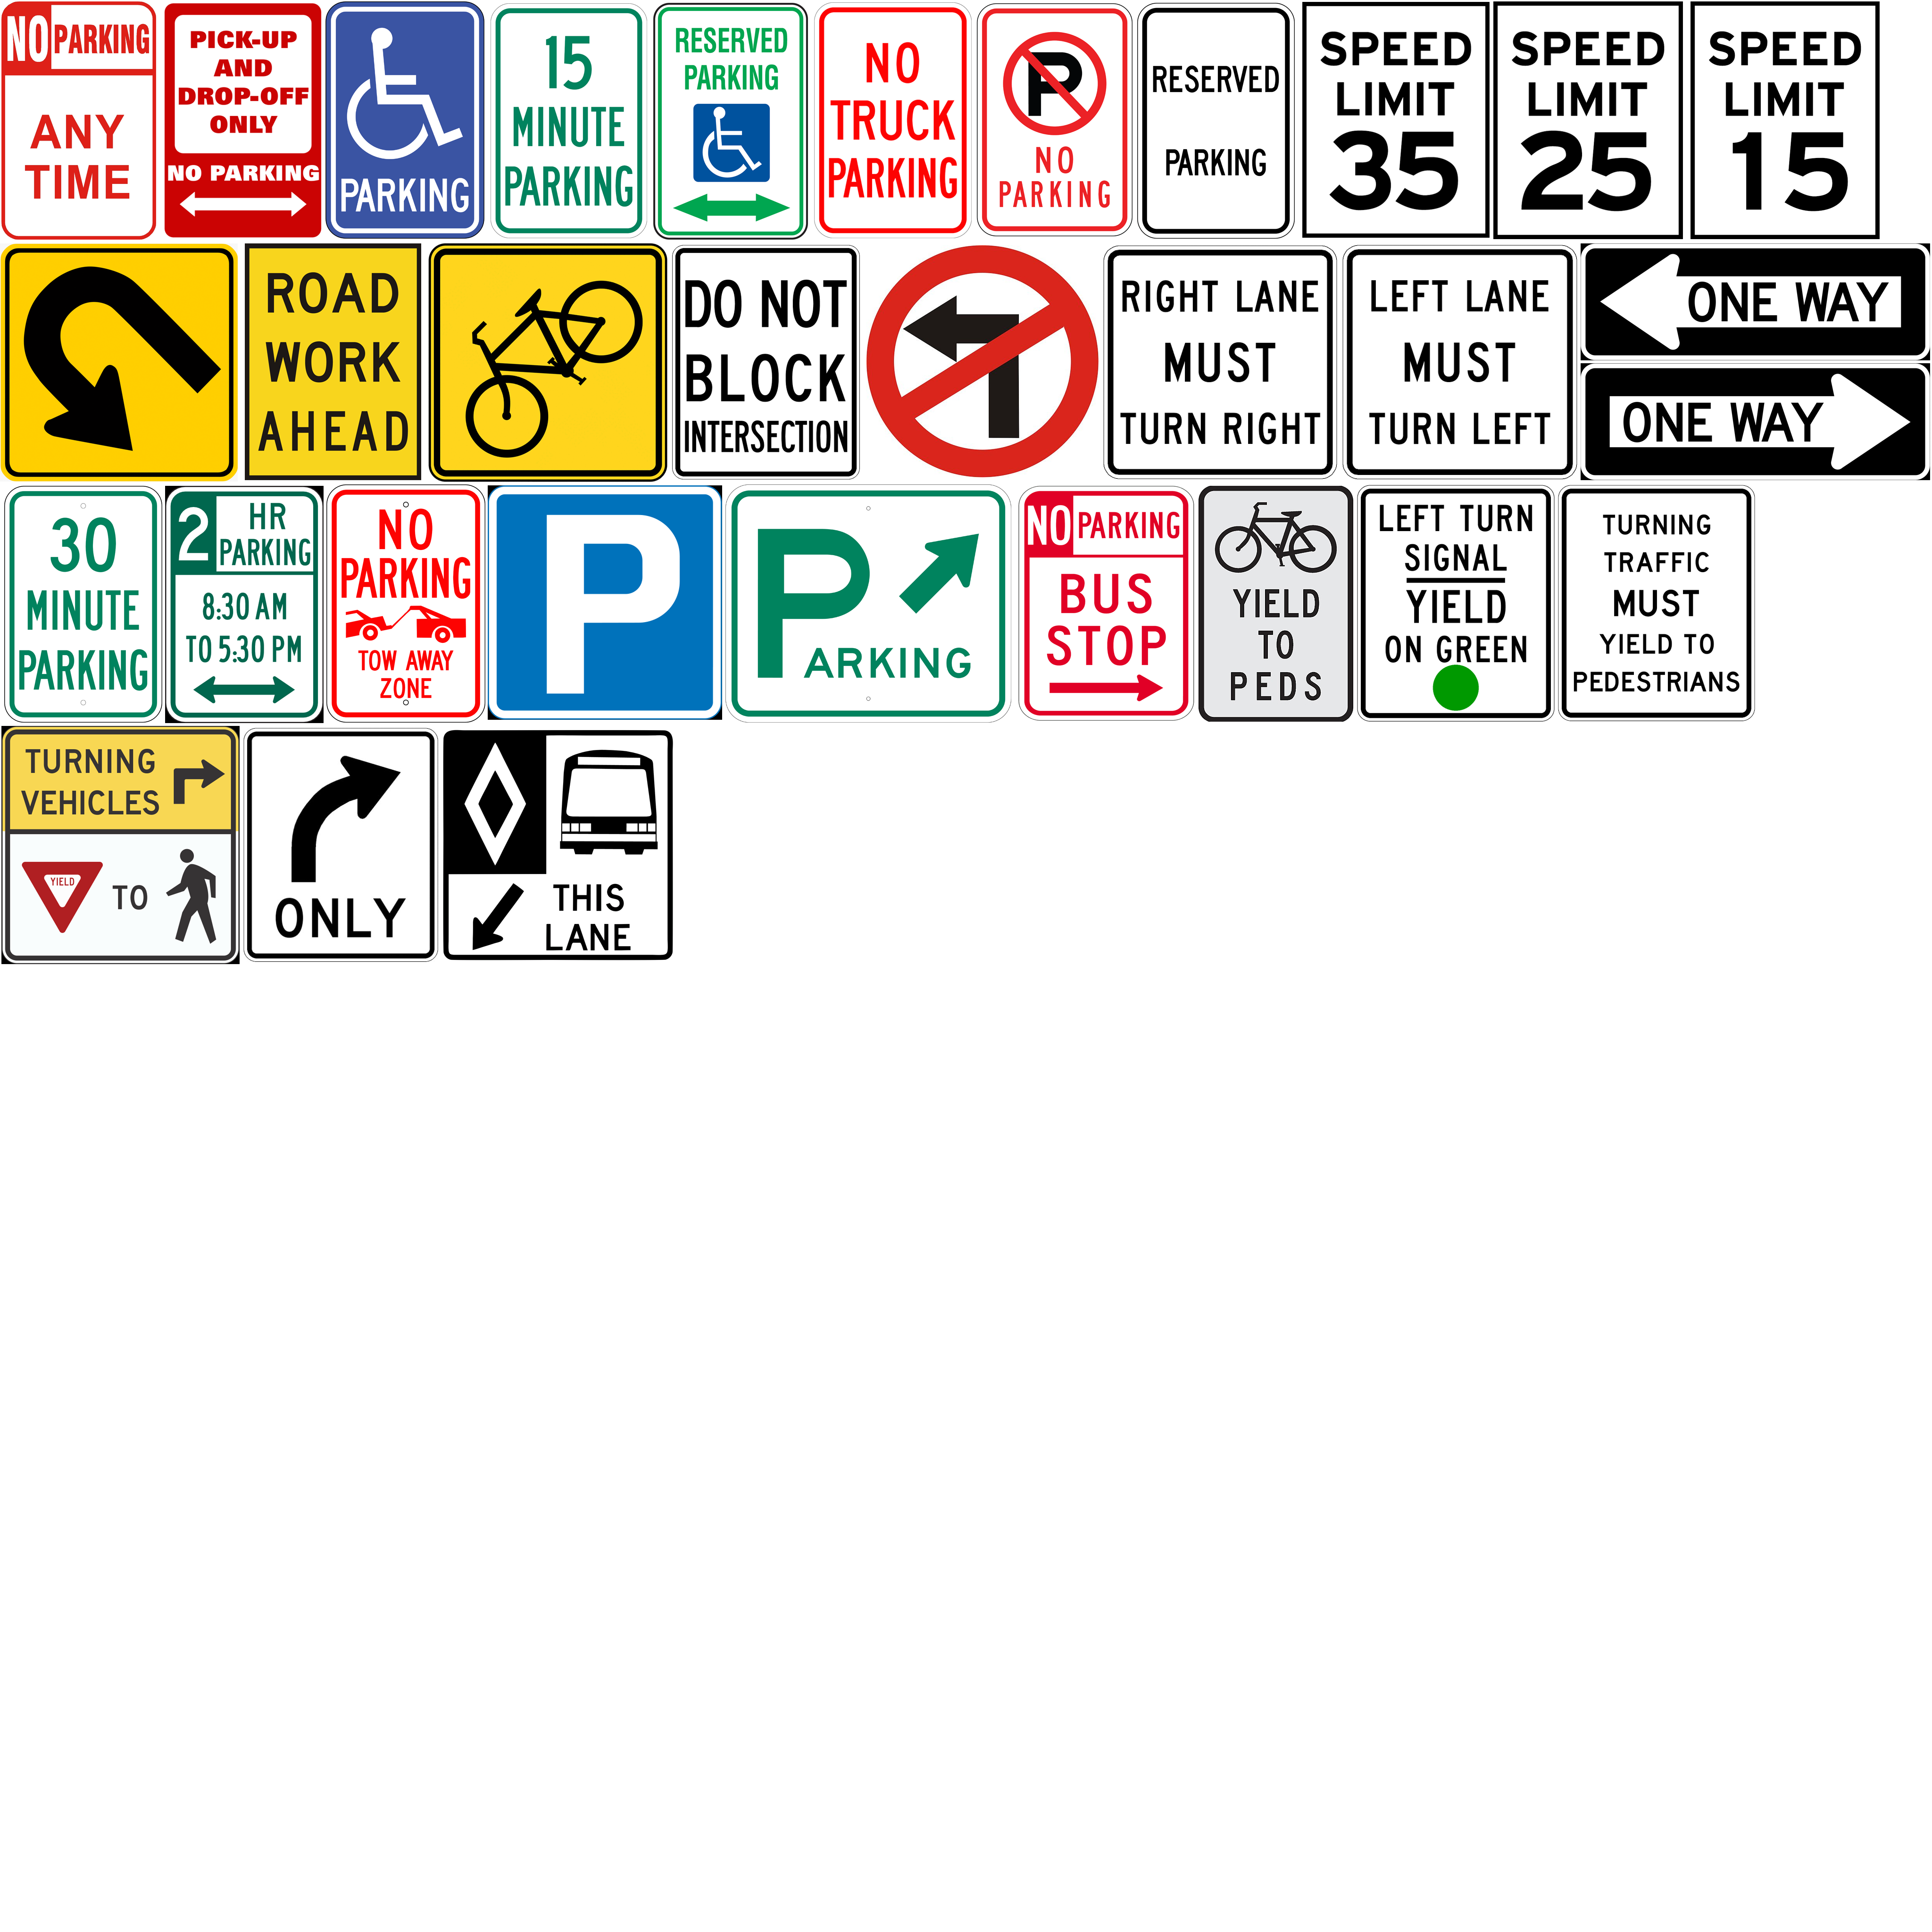 NO PARKING
ANY
TIME
PICK-UP
AND
DROP-OFF
ONLY
NO PARKING
PARKING
15
MINUTE
PARKING
RESERVED
PARKING
NO
TRUCK
PARKING
P
NO
PARKING
RESERVED
PARKING
SPEED
LIMIT
35
SPEED
LIMIT
25
SPEED
LIMIT
15
ROAD
WORK
AHEAD
DO NOT
BLOCK
INTERSECTION
RIGHT LANE
MUST
TURN RIGHT
LEFT LANE
MUST
TURN LEFT
ONE WAY
ONE WAY
30
MINUTE
PARKING
2 HR
PARKING
8:30 AM
TO 5:30 PM
NO
PARKING
TOW AWAY
ZONE
P
PARKING
NO PARKING
BUS
STOP
YIELD
TO
PEDS
LEFT TURN
SIGNAL
YIELD
ON GREEN
TURNING
TRAFFIC
MUST
YIELD TO
PEDESTRIANS
TURNING
VEHICLES
YIELD
TO
ONLY
THIS
LANE